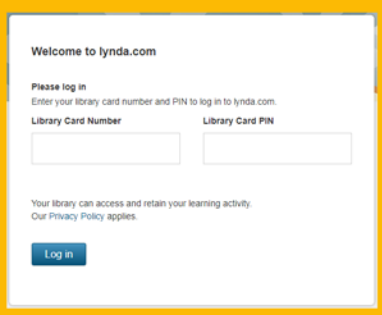 Welcome to lynda.com
Please log in
Enter your library card number and PIN to log in to lynda.com.
Library Card Number Library Card PIN
Your library can access and retain your learning activity.
Our Privacy Policy applies.
Log in